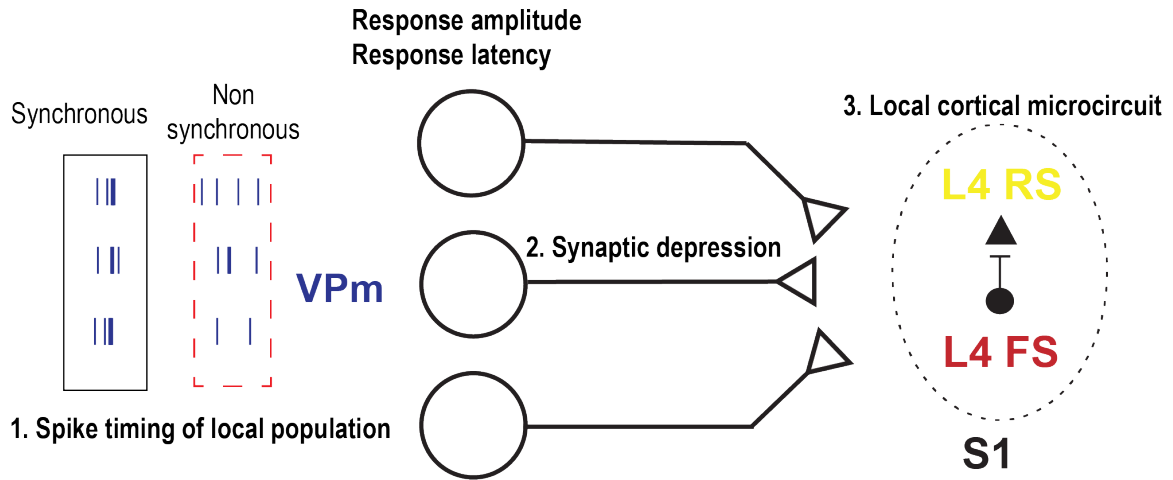 Response amplitude
Response latency
Synchronous
Non
synchronous
3. Local cortical microcircuit
L4 RS
2. Synaptic depression
VPm
L4 FS
1. Spike timing of local population
S1